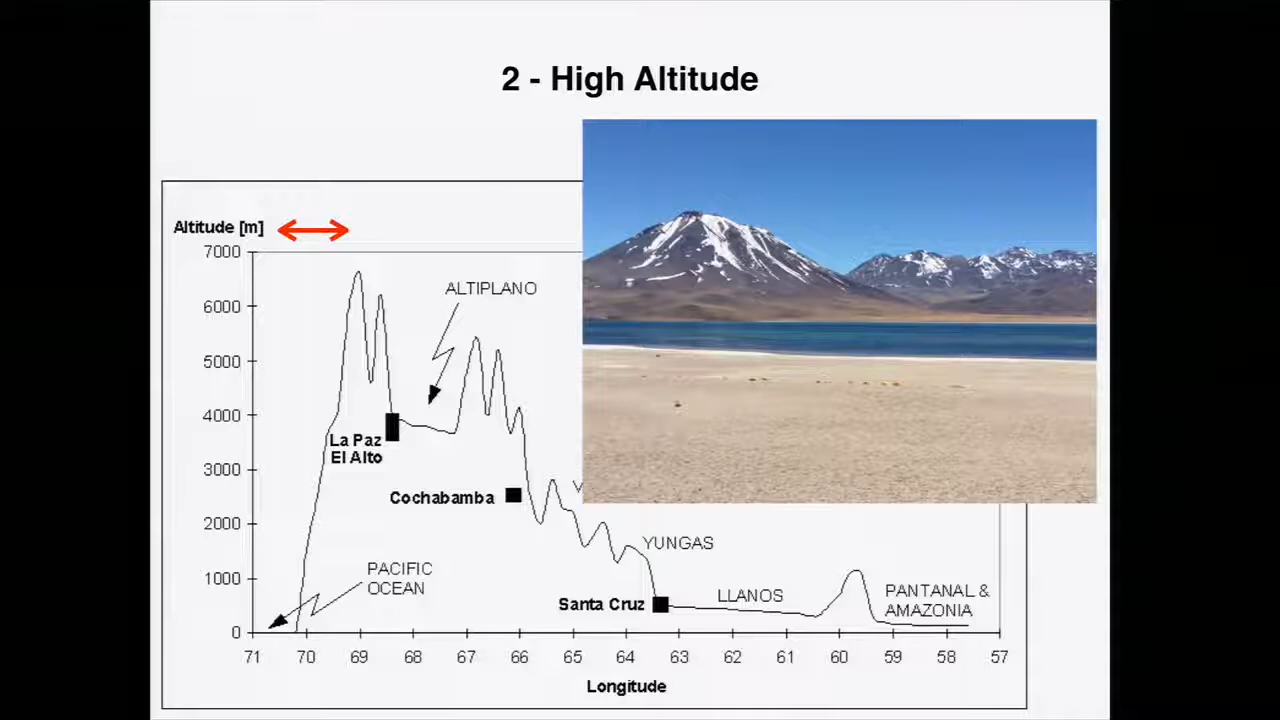 2 - High Altitude
Altitude [m]
7000
6000
5000
4000
3000
2000
1000
0
ALTIPLANO
La Paz
El Alto
Cochabamba
PACIFIC
OCEAN
YUNGAS
Santa Cruz
LLANOS
PANTANAL &
AMAZONIA
71 70 69 68 67 66 65 64 63 62 61 60 59 58 57
Longitude